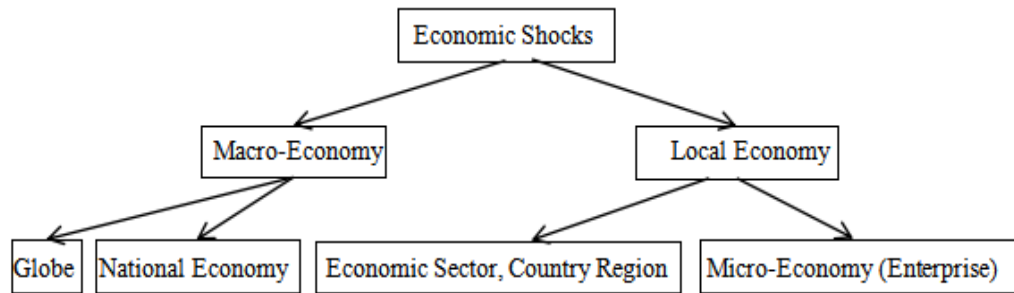 Economic Shocks
Macro-Economy
Local Economy
Globe
National Economy
Economic Sector, Country Region
Micro-Economy (Enterprise)